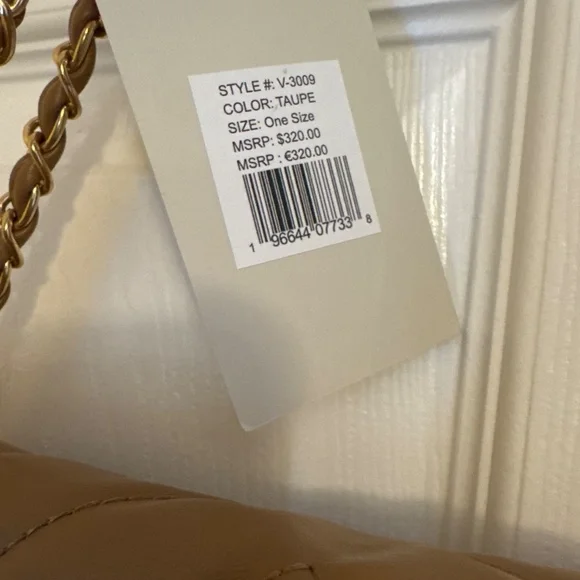 STYLE #: V-3009
COLOR: TAUPE
SIZE: One Size
MSRP: $320.00
MSRP : €320.00
1 96644 07733 8